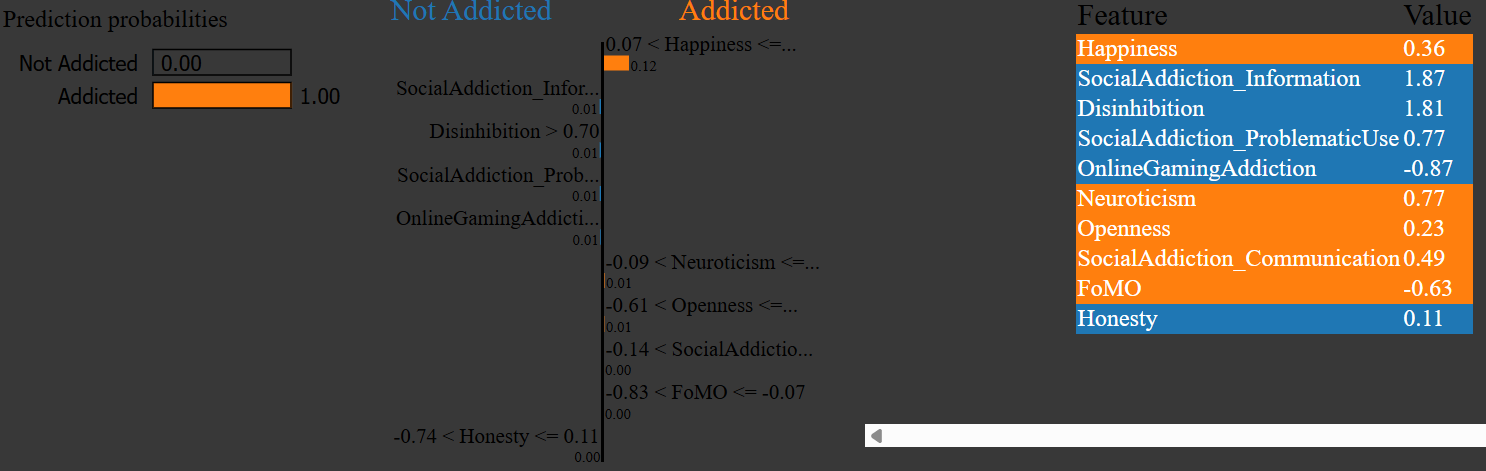 Prediction probabilities
Not Addicted 0.00
Addicted 1.00
Not Addicted Addicted
0.07 < Happiness <=...
0.12
SocialAddiction_Infor...
0.01
Disinhibition > 0.70
0.01
SocialAddiction_Prob...
0.01
OnlineGamingAddicti...
0.01
-0.09 < Neuroticism <=...
0.01
-0.61 < Openness <=...
0.01
-0.14 < SocialAddictio...
0.00
-0.83 < FoMO <= -0.07
0.00
-0.74 < Honesty <= 0.11
0.00
Feature Value
Happiness 0.36
SocialAddiction_Information 1.87
Disinhibition 1.81
SocialAddiction_ProblematicUse 0.77
OnlineGamingAddiction -0.87
Neuroticism 0.77
Openness 0.23
SocialAddiction_Communication 0.49
FoMO -0.63
Honesty 0.11